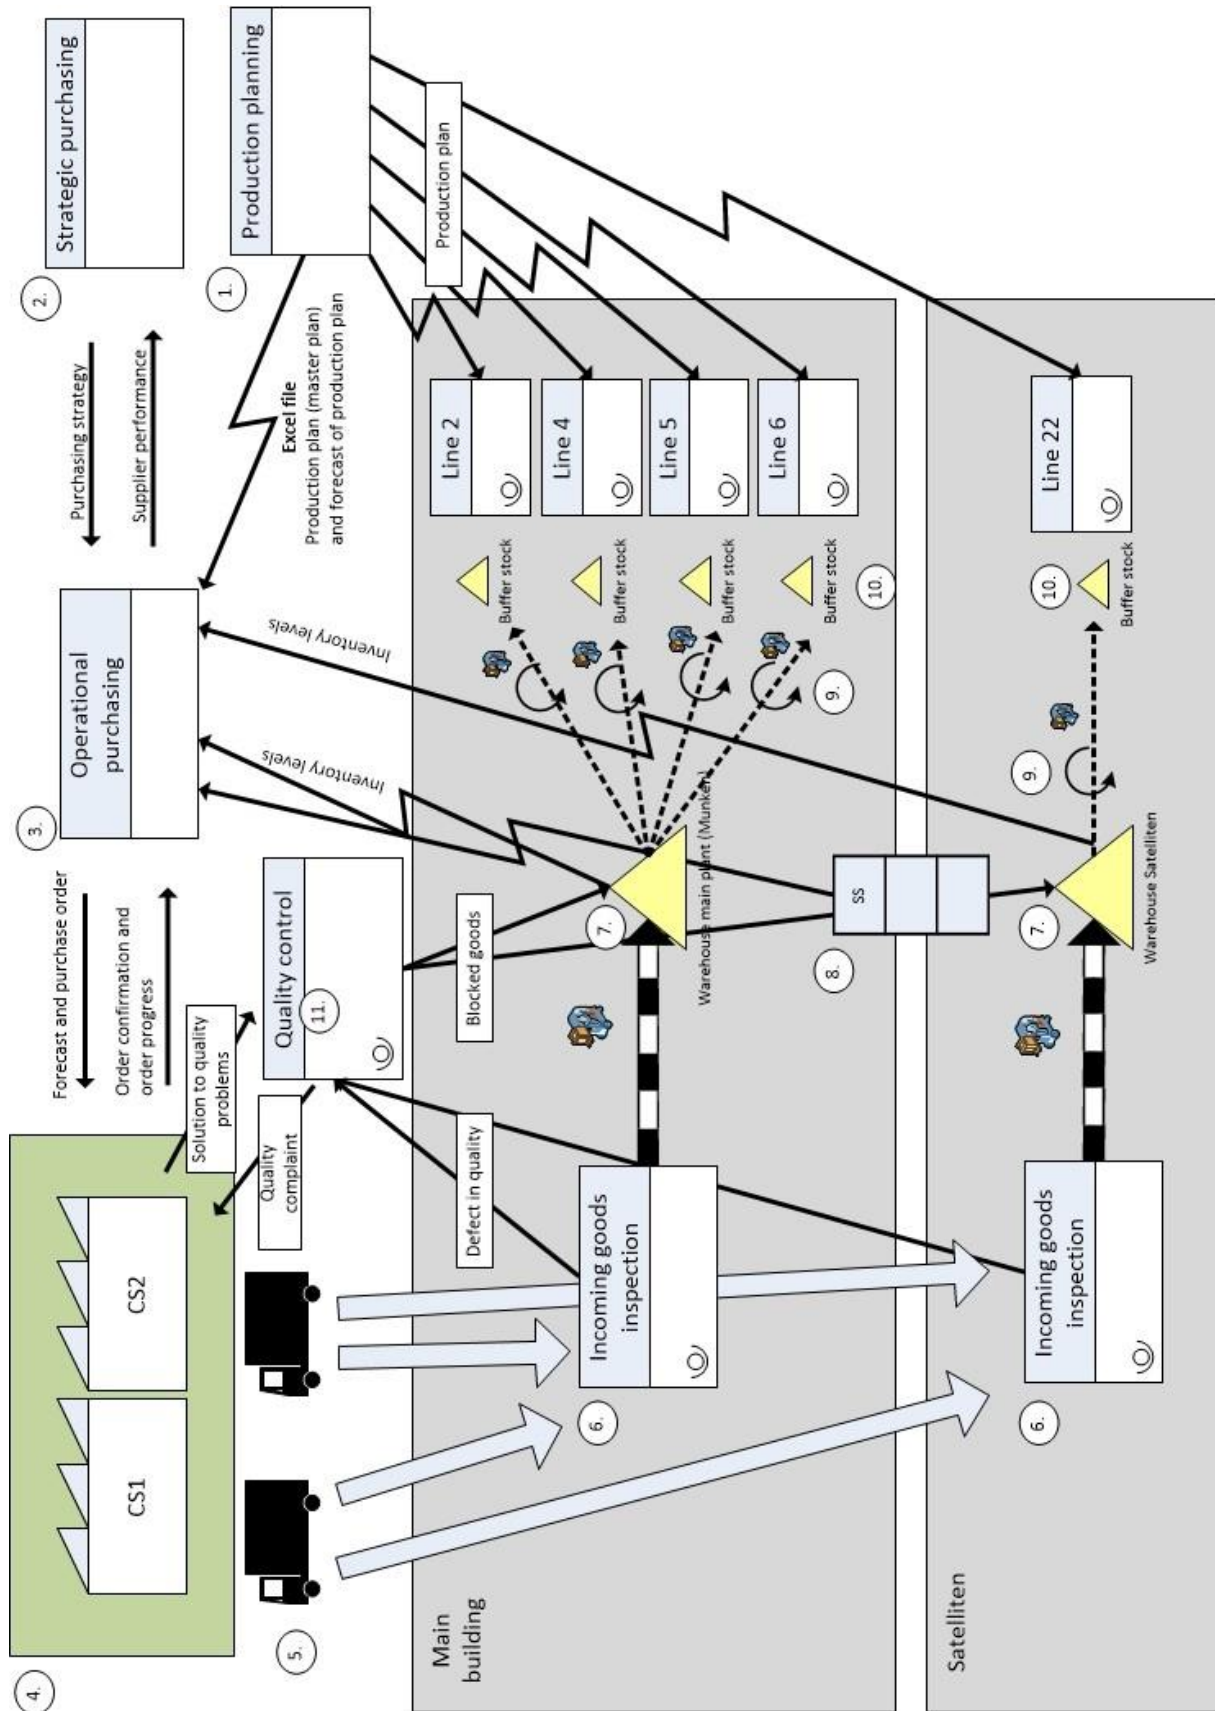 4.
CS1
CS2
Forecast and purchase order
Order confirmation and
order progress
3.
Operational
purchasing
Purchasing strategy
Supplier performance
2.
Strategic purchasing
Solution to quality
problems
Quality
complaint
Quality control
11.
Inventory levels
Inventory levels
Excel file
Production plan (master plan)
and forecast of production plan
1.
Production planning
Production plan
5.
Main
building
Defect in quality
Blocked goods
6.
Incoming goods
inspection
7.
Warehouse main plant (Munken)
Buffer stock
Buffer stock
Buffer stock
Buffer stock
9.
10.
Line 2
Line 4
Line 5
Line 6
8.
SS
Satelliten
6.
Incoming goods
inspection
7.
Warehouse Satelliten
9.
10.
Buffer stock
Line 22